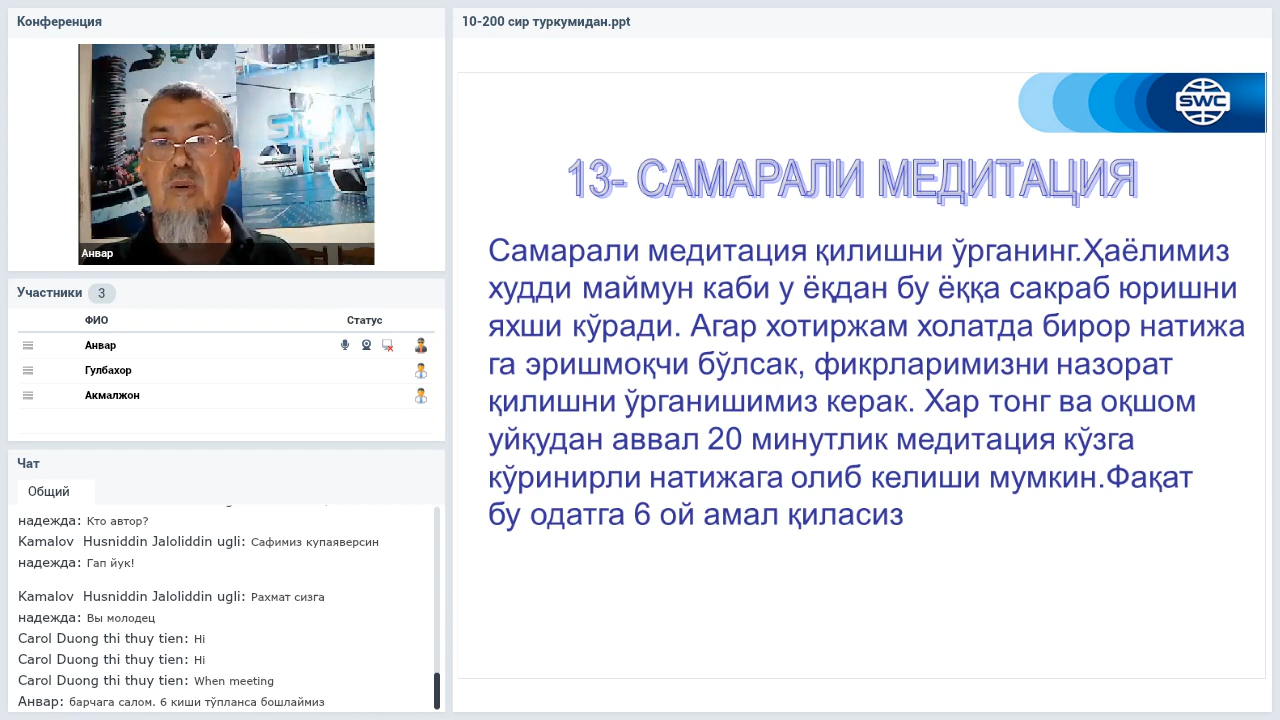 Конференция
Анвар
Участники 3
ФИО Статус
Анвар
Гулбахор
Акмалжон
Чат
Общий
надежда: Кто автор?
Kamalov Husniddin Jaloliddin ugli: Сафимиз купаяверсин
надежда: Гап йук!
Kamalov Husniddin Jaloliddin ugli: Рахмат сизга
надежда: Вы молодец
Carol Duong thi thuy tien: Hi
Carol Duong thi thuy tien: Hi
Carol Duong thi thuy tien: When meeting
Анвар: барчага салом. 6 киши тўпланса бошлаймиз
10-200 сир туркумидан.ppt
SWC
13- САМАРАЛИ МЕДИТАЦИЯ
Самарали медитация қилишни ўрганинг.Ҳаёлимиз
худди маймун каби у ёқдан бу ёққа сакраб юришни
яхши кўради. Агар хотиржам холатда бирор натижа
га эришмоқчи бўлсак, фикрларимизни назорат
қилишни ўрганишимиз керак. Хар тонг ва оқшом
уйқудан аввал 20 минутлик медитация кўзга
кўринирли натижага олиб келиши мумкин.Фақат
бу одатга 6 ой амал қиласиз